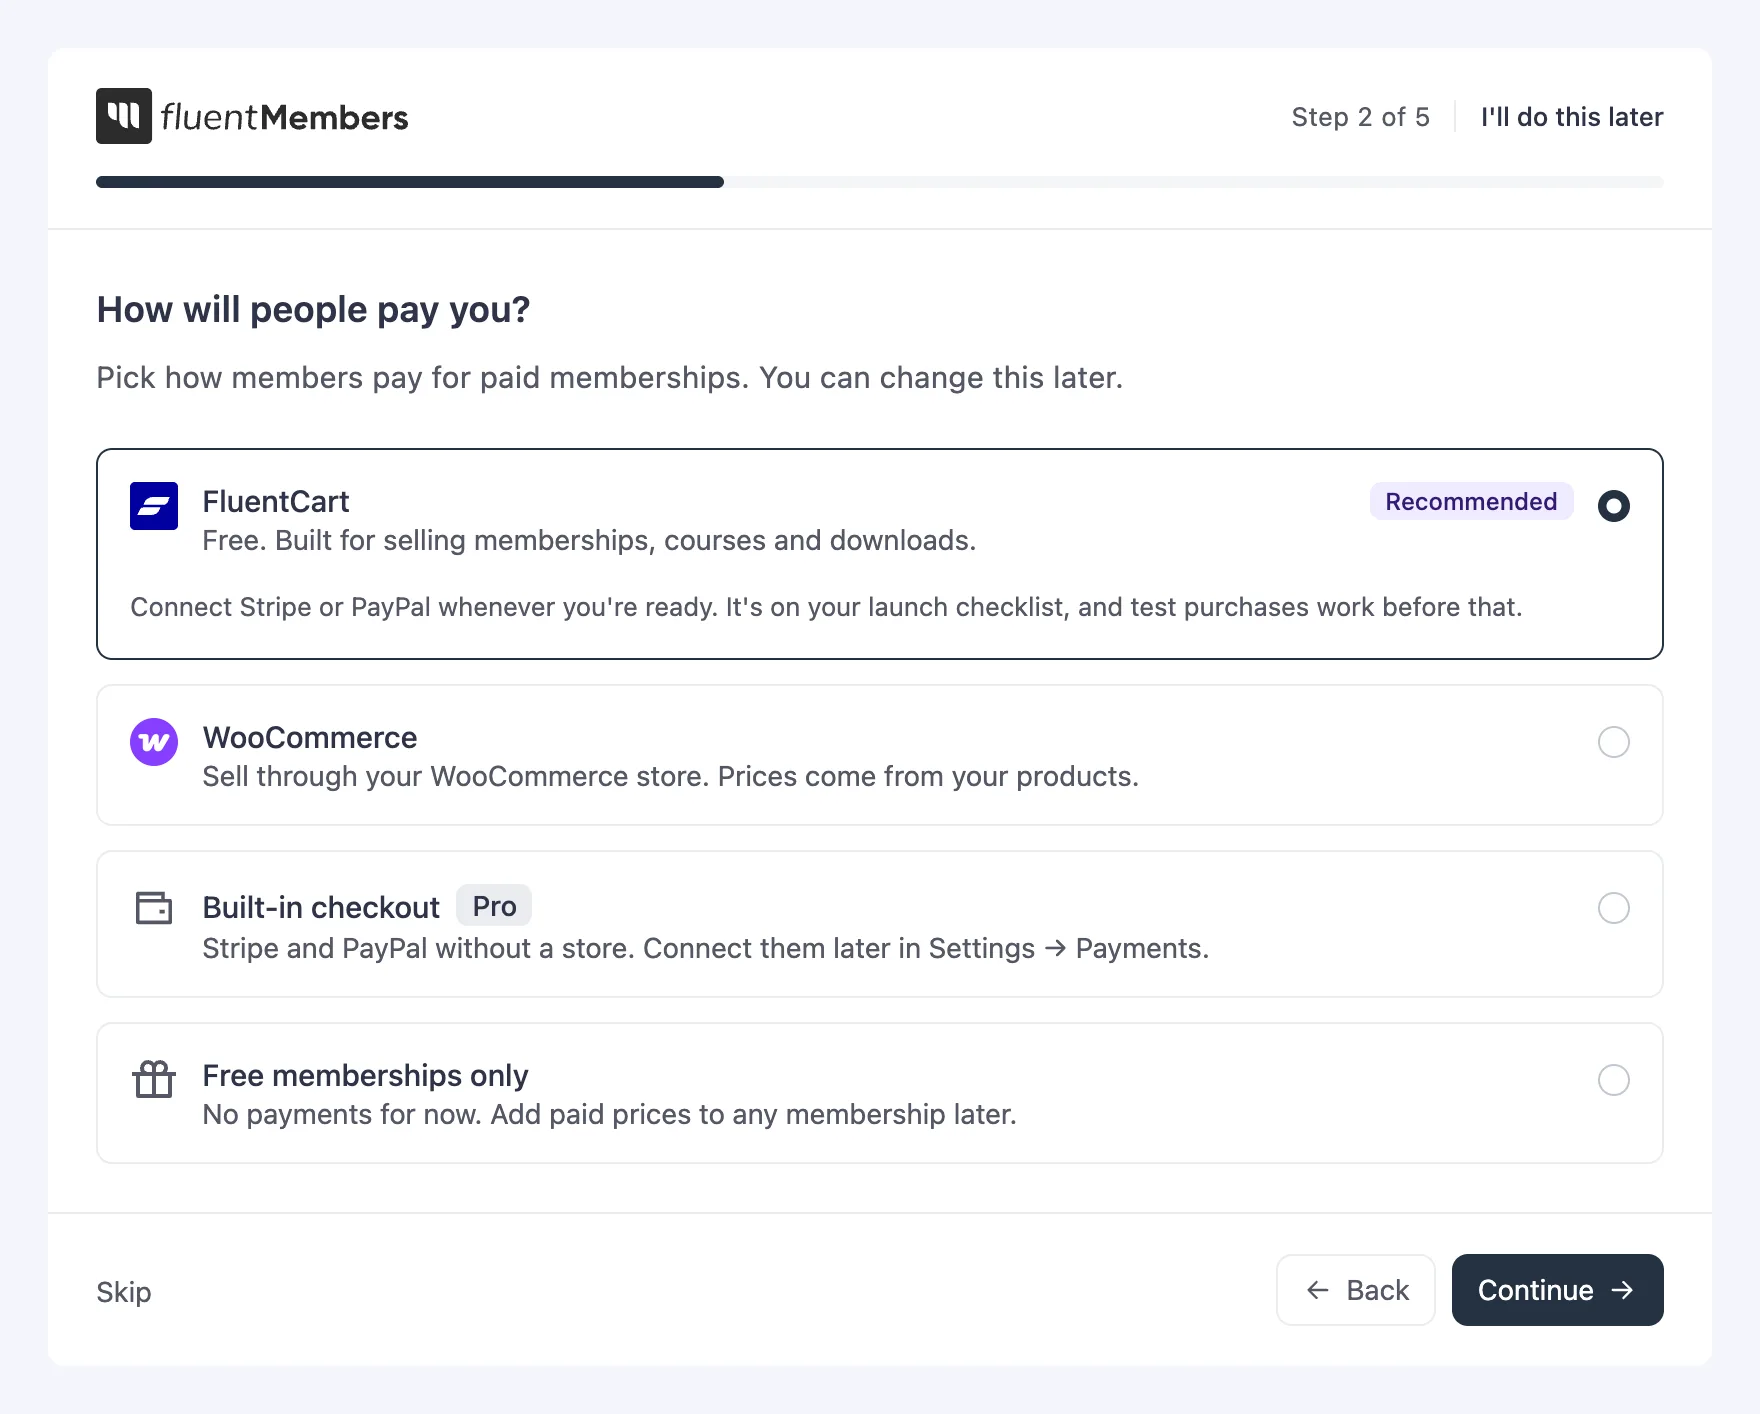 fluentMembers
Step 2 of 5
I'll do this later
How will people pay you?
Pick how members pay for paid memberships. You can change this later.
FluentCart
Recommended
Free. Built for selling memberships, courses and downloads.
Connect Stripe or PayPal whenever you're ready. It's on your launch checklist, and test purchases work before that.
WooCommerce
Sell through your WooCommerce store. Prices come from your products.
Built-in checkout Pro
Stripe and PayPal without a store. Connect them later in Settings → Payments.
Free memberships only
No payments for now. Add paid prices to any membership later.
Skip
← Back
Continue →